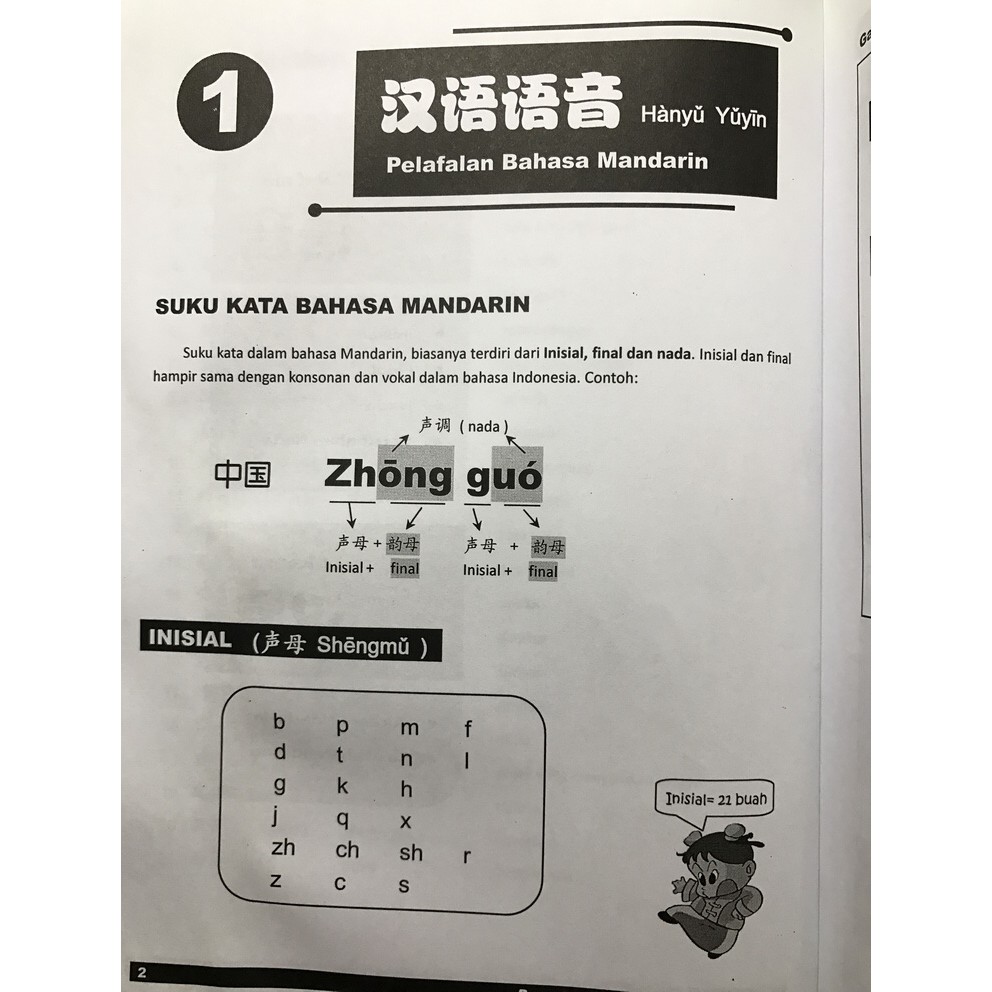 1
汉语语音 Hànyǔ Yǔyīn
Pelafalan Bahasa Mandarin
SUKU KATA BAHASA MANDARIN
Suku kata dalam bahasa Mandarin, biasanya terdiri dari Inisial, final dan nada. Inisial dan final
hampir sama dengan konsonan dan vokal dalam bahasa Indonesia. Contoh:
声调 ( nada )
中国 Zhōng guó
声母 + 韵母 声母 + 韵母
Inisial + final Inisial + final
INISIAL (声母 Shēngmǔ )
b p m f
d t n l
g k h
j q x
zh ch sh r
z c s
Inisial= 21 buah
2